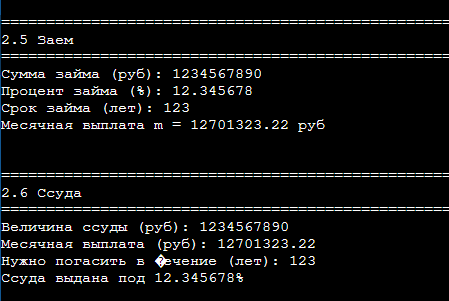 ================================================
2.5 Заем
================================================
Сумма займа (руб): 1234567890
Процент займа (%): 12.345678
Срок займа (лет): 123
Месячная выплата m = 12701323.22 руб
================================================
2.6 Ссуда
================================================
Величина ссуды (руб): 1234567890
Месячная выплата (руб): 12701323.22
Нужно погасить в �ечение (лет): 123
Ссуда выдана под 12.345678%